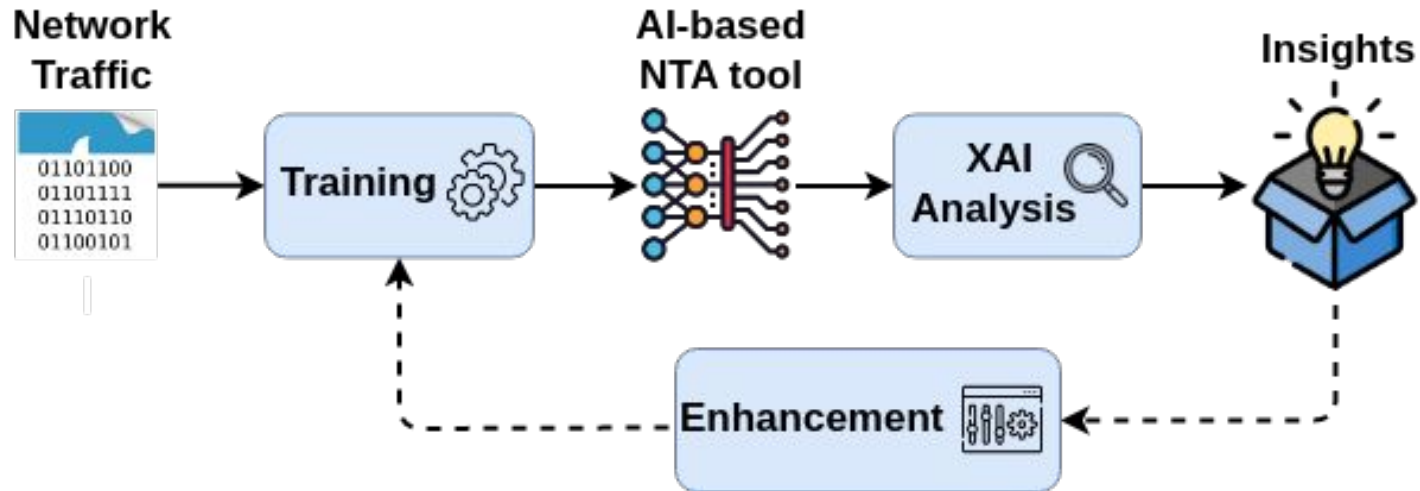 Network
Traffic
01101100
01101111
01110110
01100101
Training
AI-based
NTA tool
XAI
Analysis
Insights
Enhancement